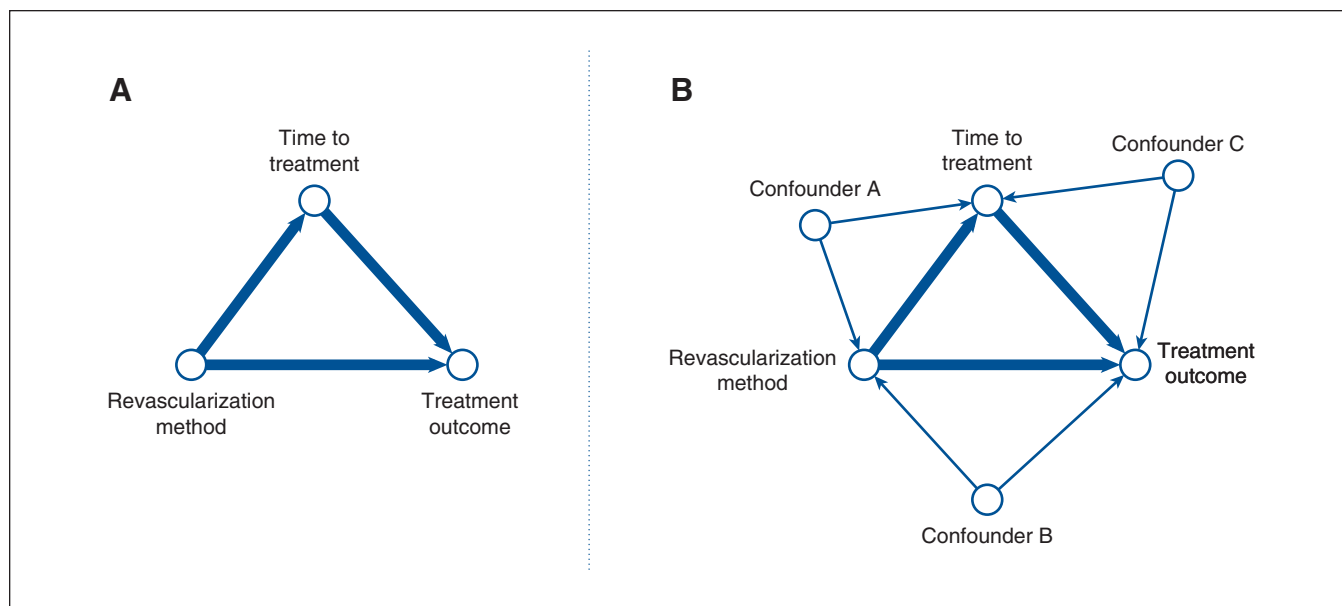 A
Time to
treatment
Revascularization
method
Treatment
outcome
B
Time to
treatment
Confounder C
Confounder A
Revascularization
method
Treatment
outcome
Confounder B